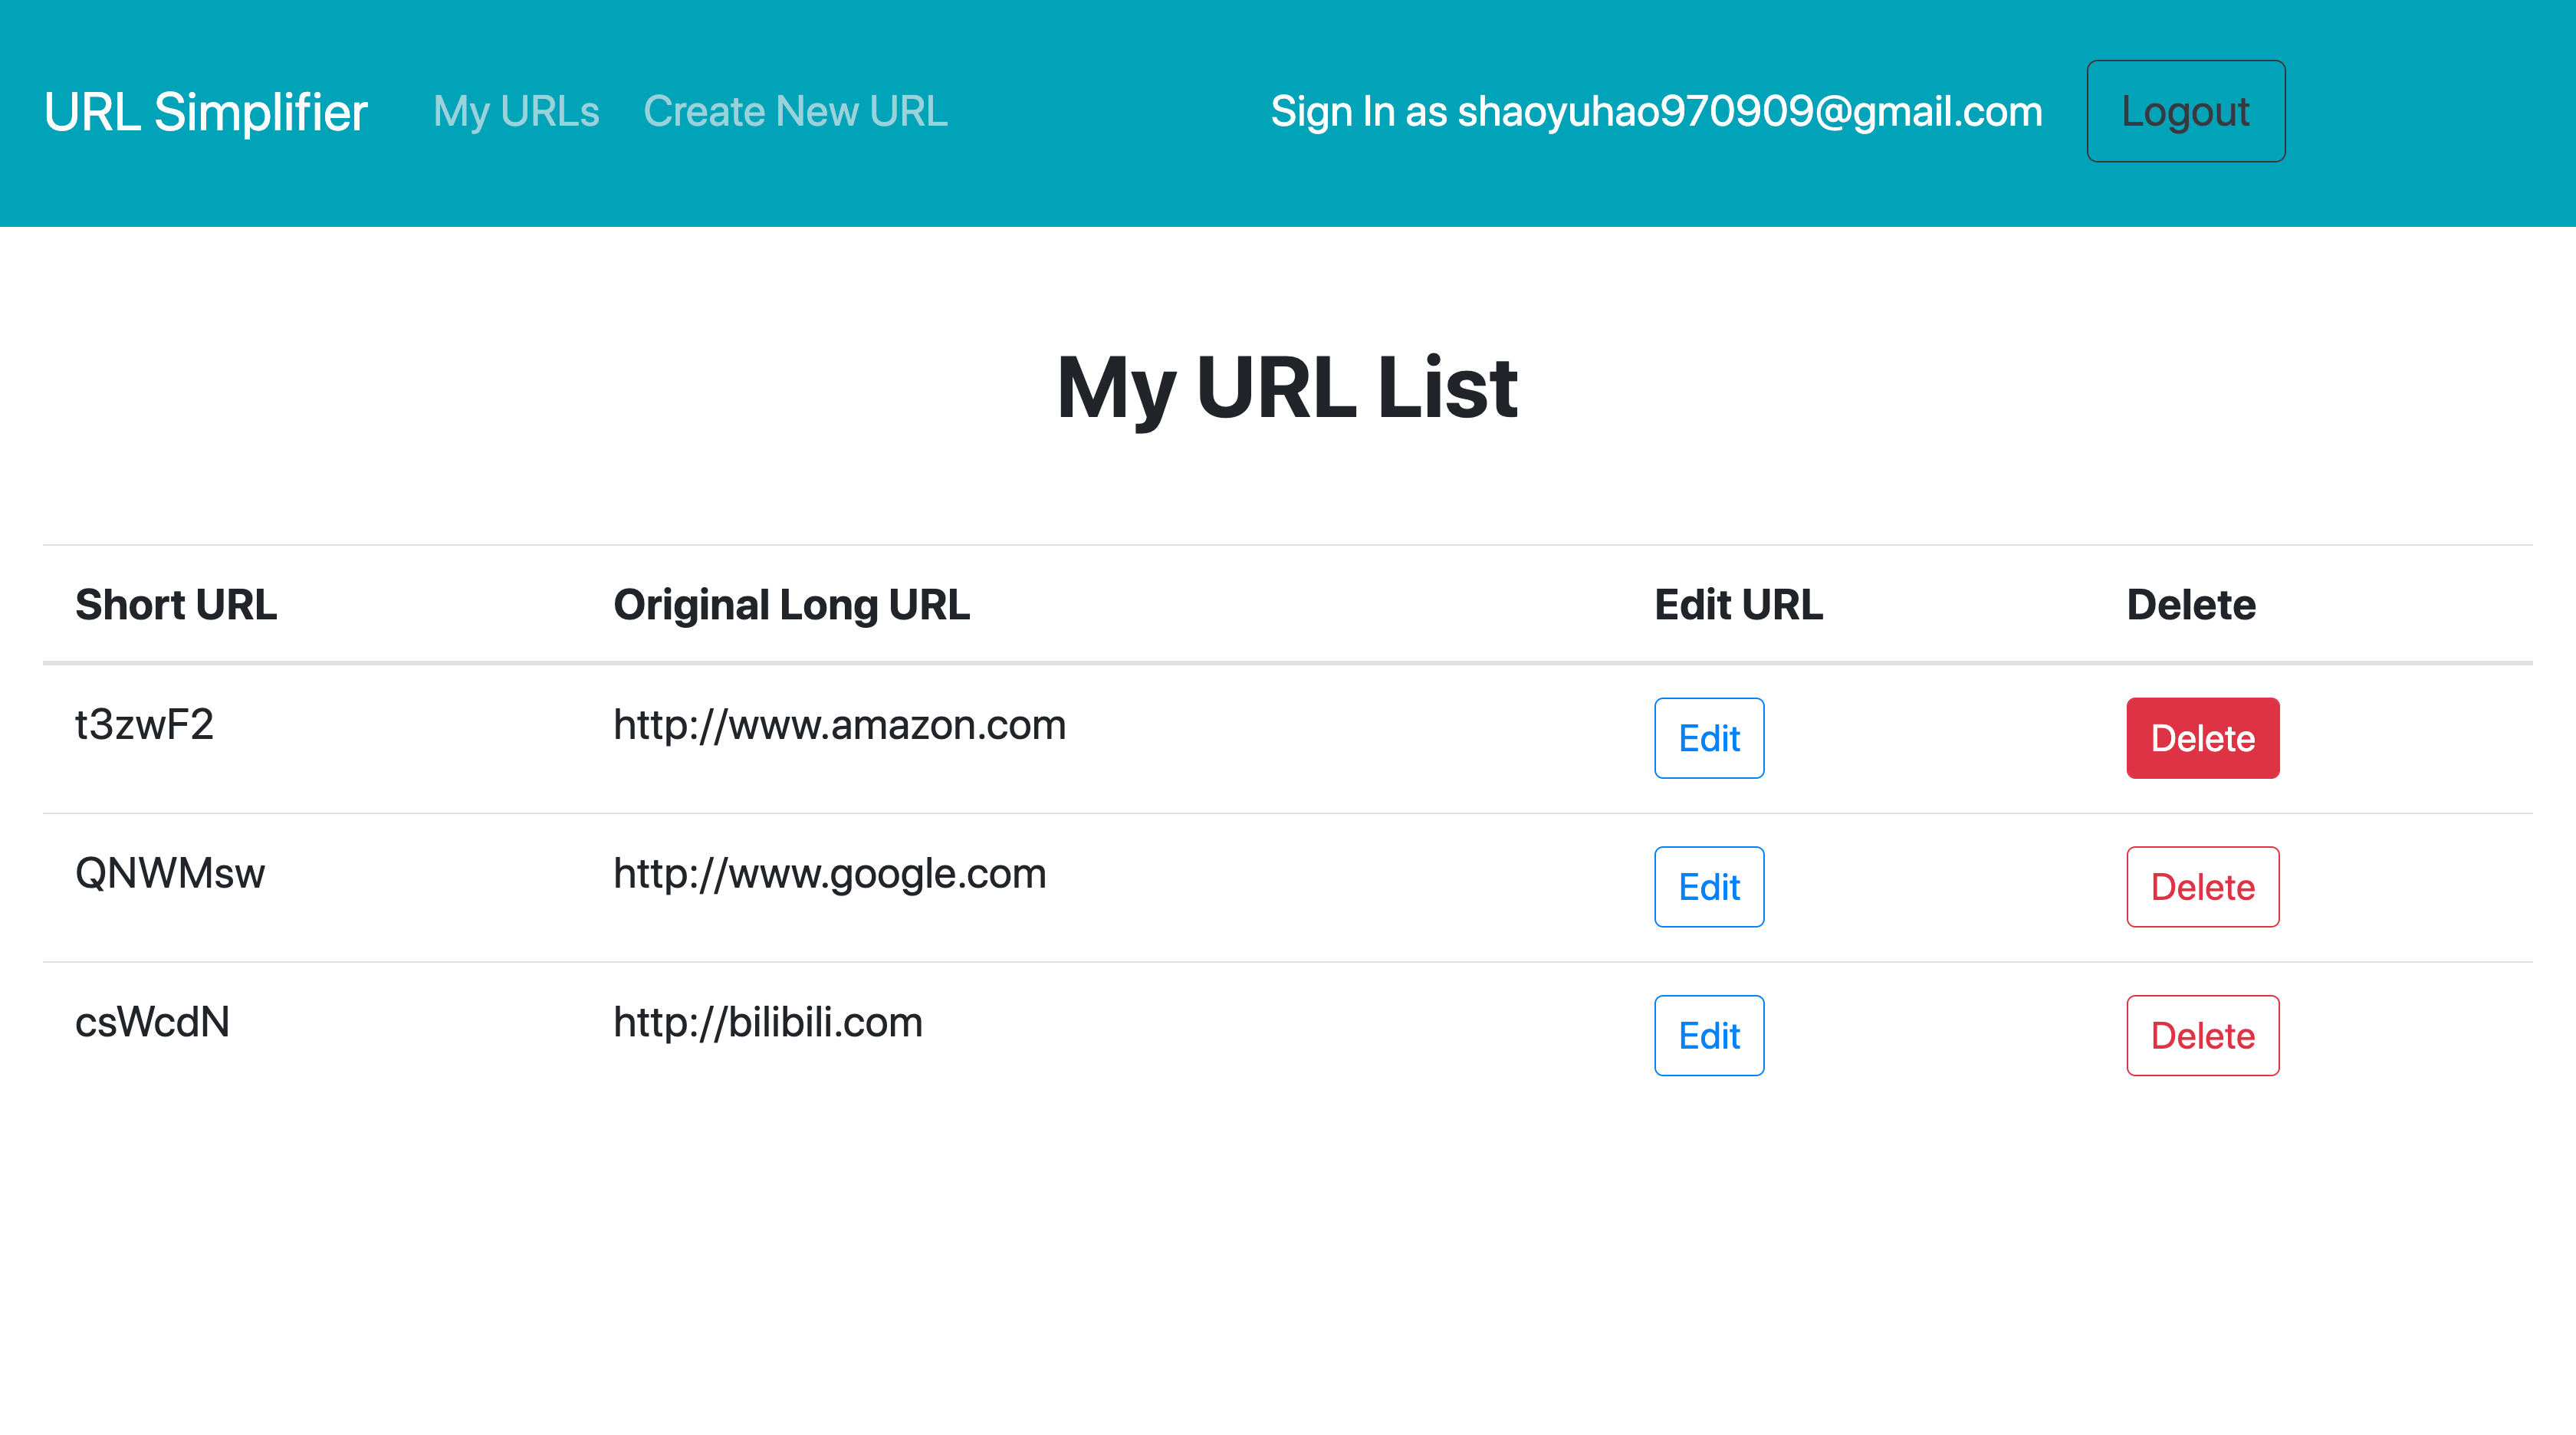 URL Simplifier My URLs Create New URL Sign In as shaoyuhao970909@gmail.com Logout
My URL List
Short URL Original Long URL Edit URL Delete
t3zwF2 http://www.amazon.com Edit Delete
QNWMsw http://www.google.com Edit Delete
csWcdN http://bilibili.com Edit Delete